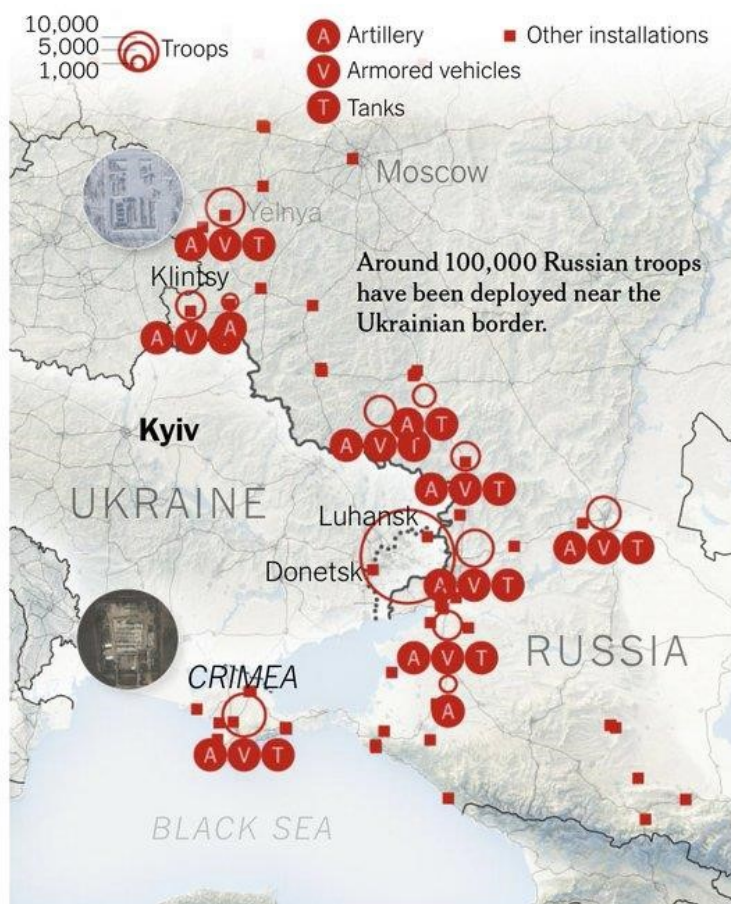 10,000
5,000
1,000
Troops
A Artillery
V Armored vehicles
T Tanks
Other installations
Moscow
Yelnya
A V T
Klintsy
A V A
Around 100,000 Russian troops
have been deployed near the
Ukrainian border.
Kyiv
A T
A V T
UKRAINE
A V T
Luhansk
A V T
Donetsk
A V T
RUSSIA
A V T
CRIMEA
A
A V T
BLACK SEA